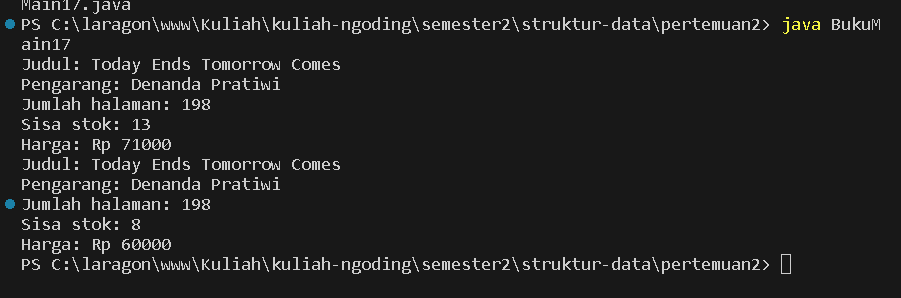 Main17.java
PS C:\laragon\www\Kuliah\kuliah-ngoding\semester2\struktur-data\pertemuan2> java BukuM
ain17
Judul: Today Ends Tomorrow Comes
Pengarang: Denanda Pratiwi
Jumlah halaman: 198
Sisa stok: 13
Harga: Rp 71000
Judul: Today Ends Tomorrow Comes
Pengarang: Denanda Pratiwi
Jumlah halaman: 198
Sisa stok: 8
Harga: Rp 60000
PS C:\laragon\www\Kuliah\kuliah-ngoding\semester2\struktur-data\pertemuan2>